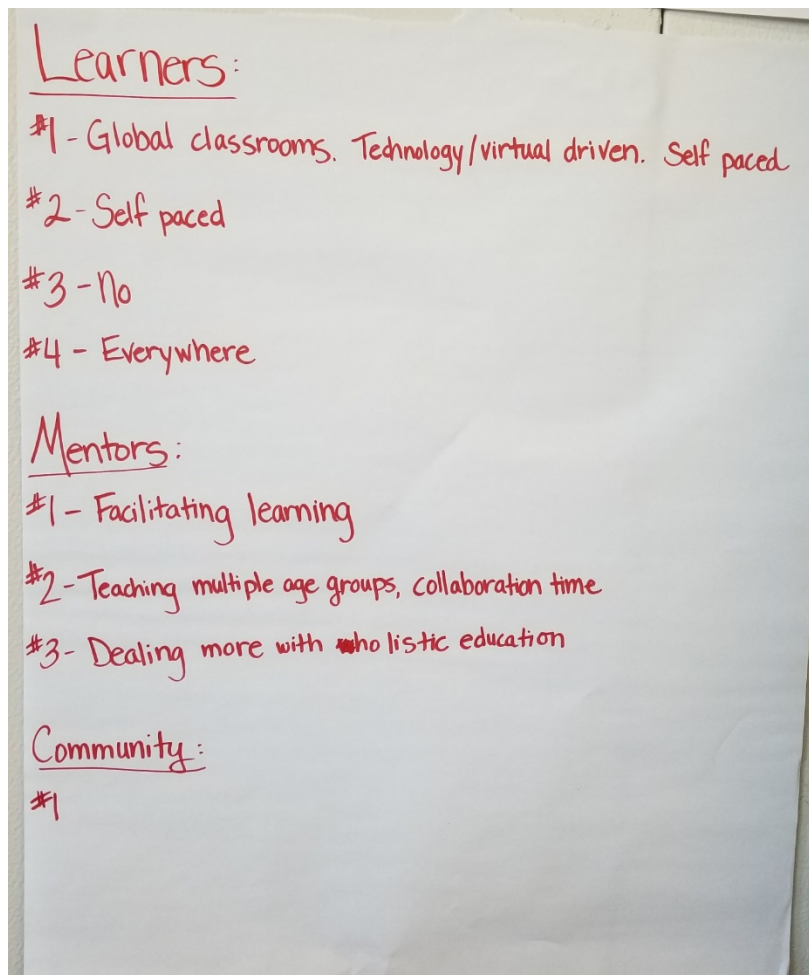 Learners:
#1 - Global classrooms. Technology/virtual driven. Self paced
#2 - Self paced
#3 - No
#4 - Everywhere
Mentors:
#1 - Facilitating learning
#2 - Teaching multiple age groups, collaboration time
#3 - Dealing more with holistic education
Community:
#1